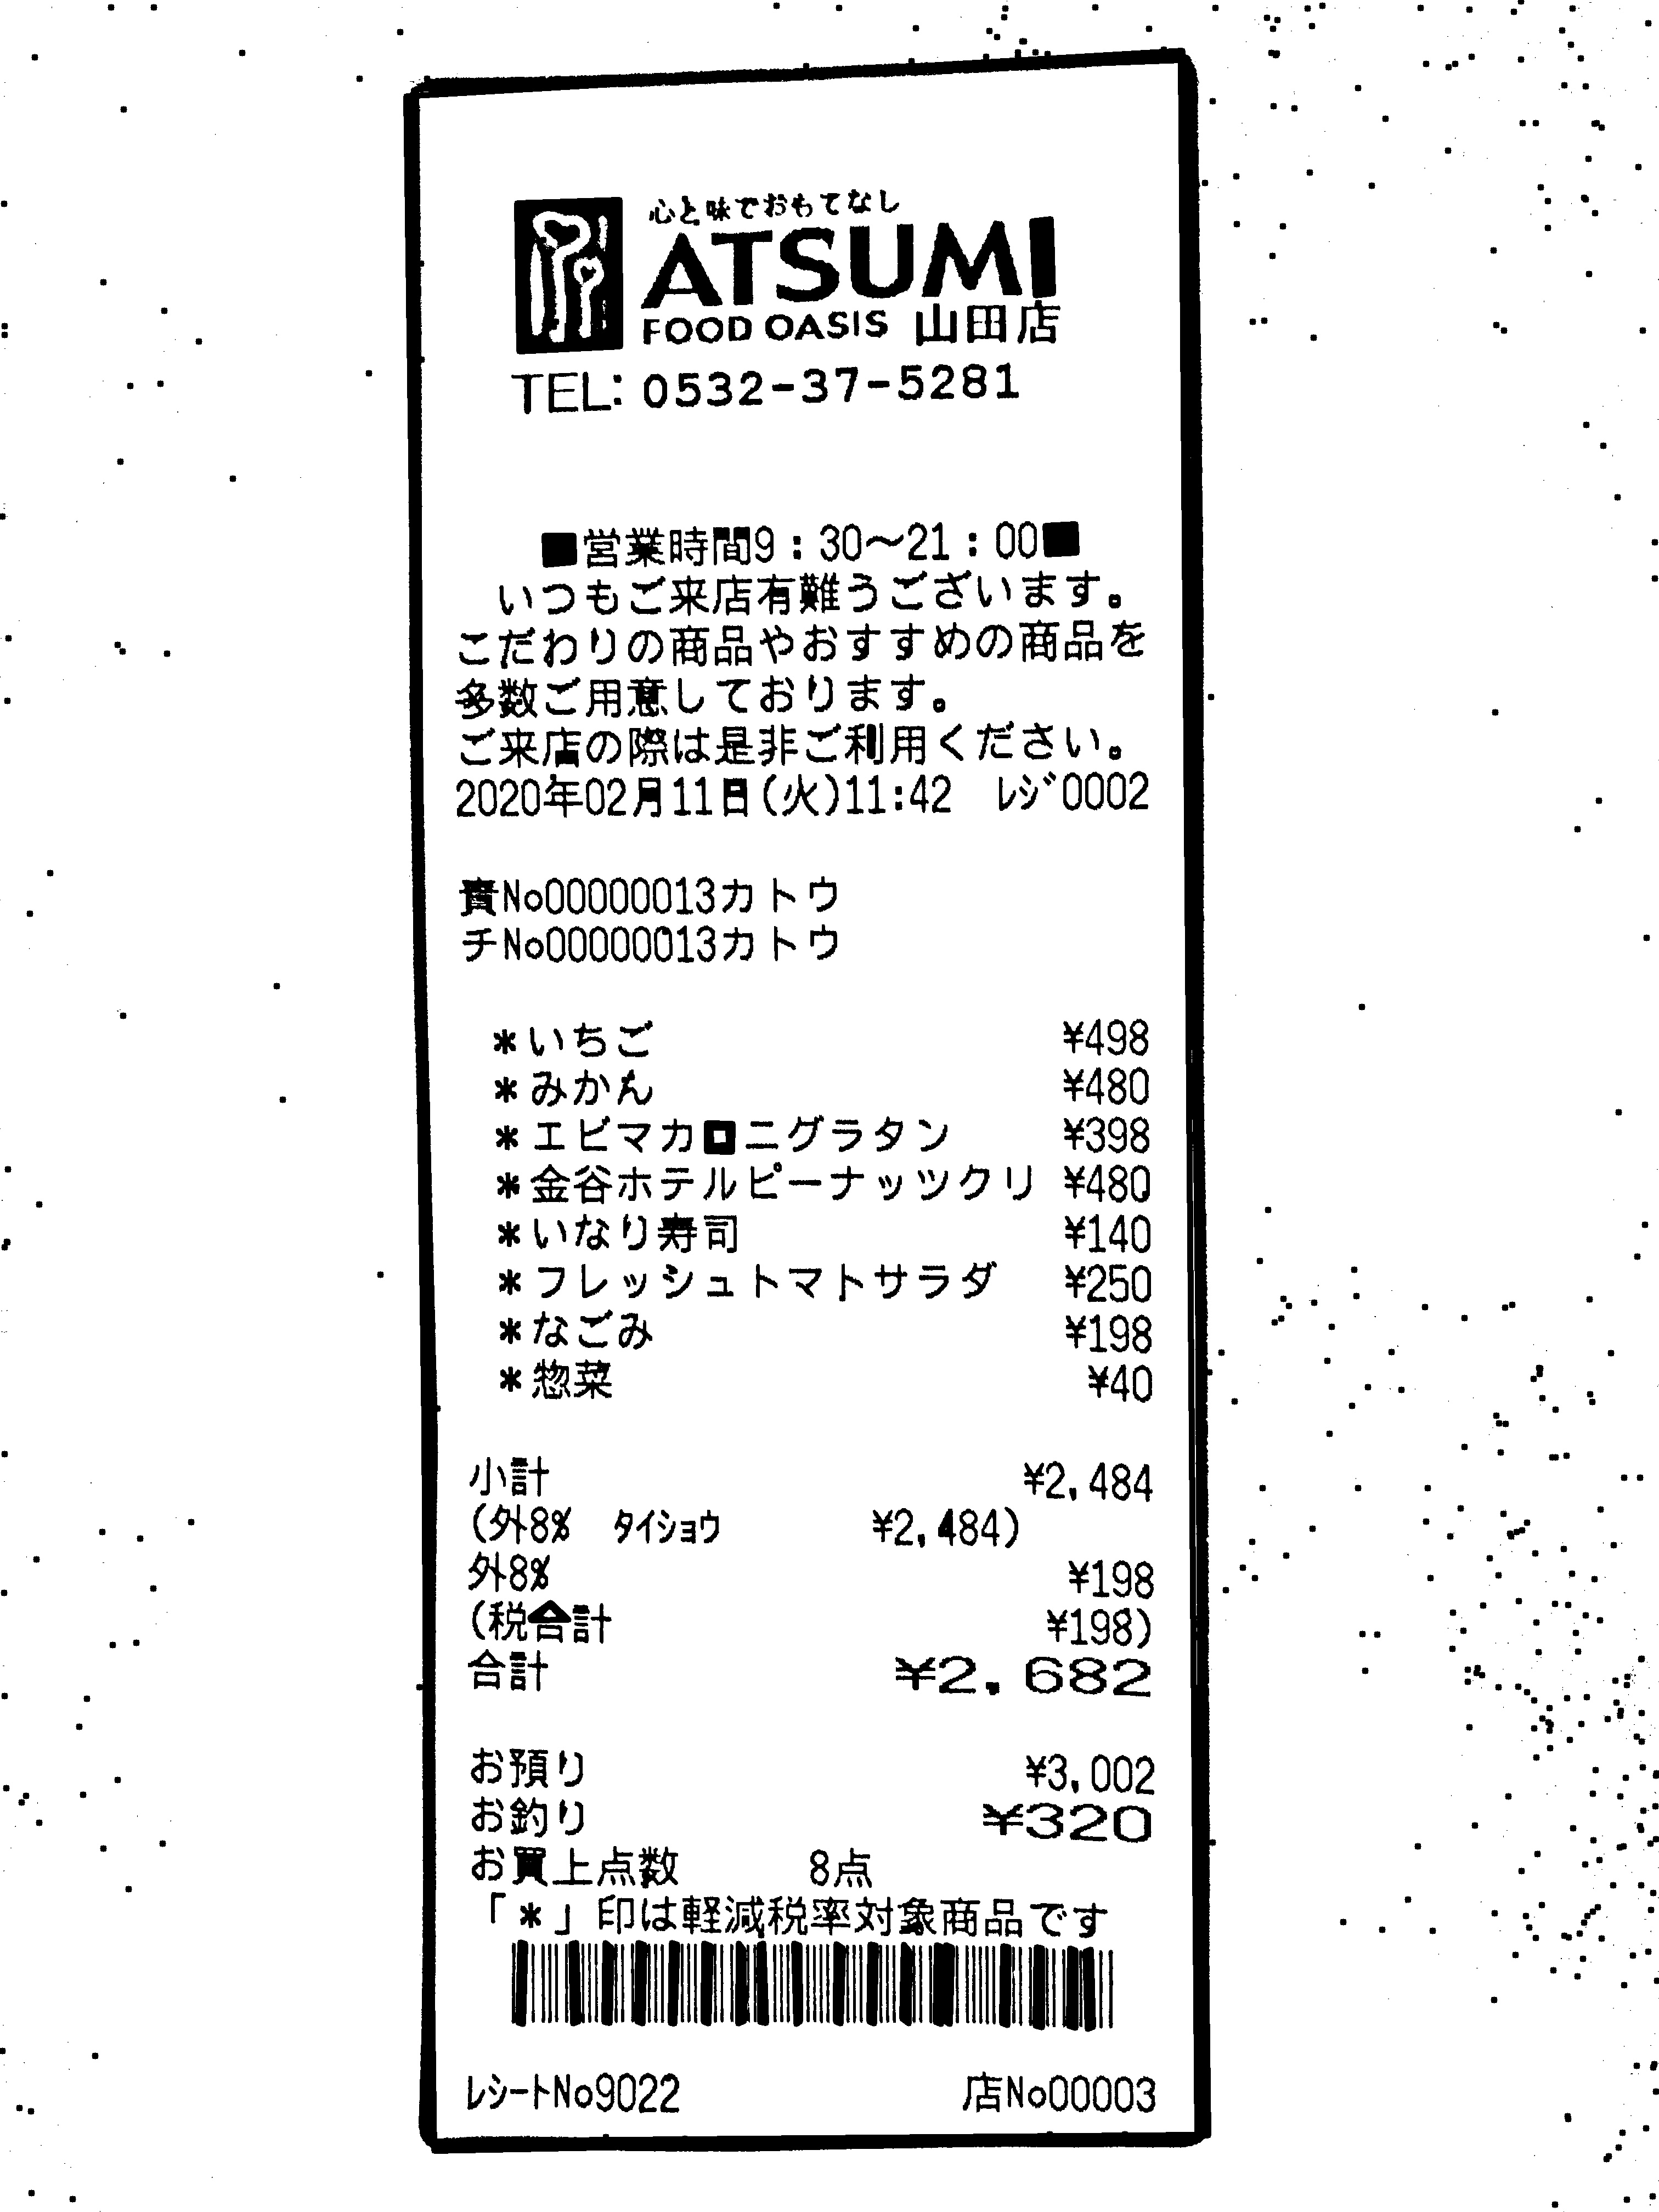 心と味でおもてなし
ATSUMI
FOOD OASIS 山田店
TEL: 0532-37-5281
■営業時間9:30〜21:00■
いつもご来店有難うございます。
こだわりの商品やおすすめの商品を
多数ご用意しております。
ご来店の際は是非ご利用ください。
2020年02月11日(火)11:42 ﾚｼﾞ0002
責No00000013カトウ
チNo00000013カトウ
*いちご ¥498
*みかん ¥480
*エビマカロニグラタン ¥398
*金谷ホテルピーナッツクリ ¥480
*いなり寿司 ¥140
*フレッシュトマトサラダ ¥250
*なごみ ¥198
*惣菜 ¥40
小計 ¥2,484
(外8% ﾀｲｼｮｳ ¥2,484)
外8% ¥198
(税合計 ¥198)
合計 ¥2,682
お預り ¥3,002
お釣り ¥320
お買上点数 8点
「*」印は軽減税率対象商品です
ﾚｼｰﾄNo9022 店No00003